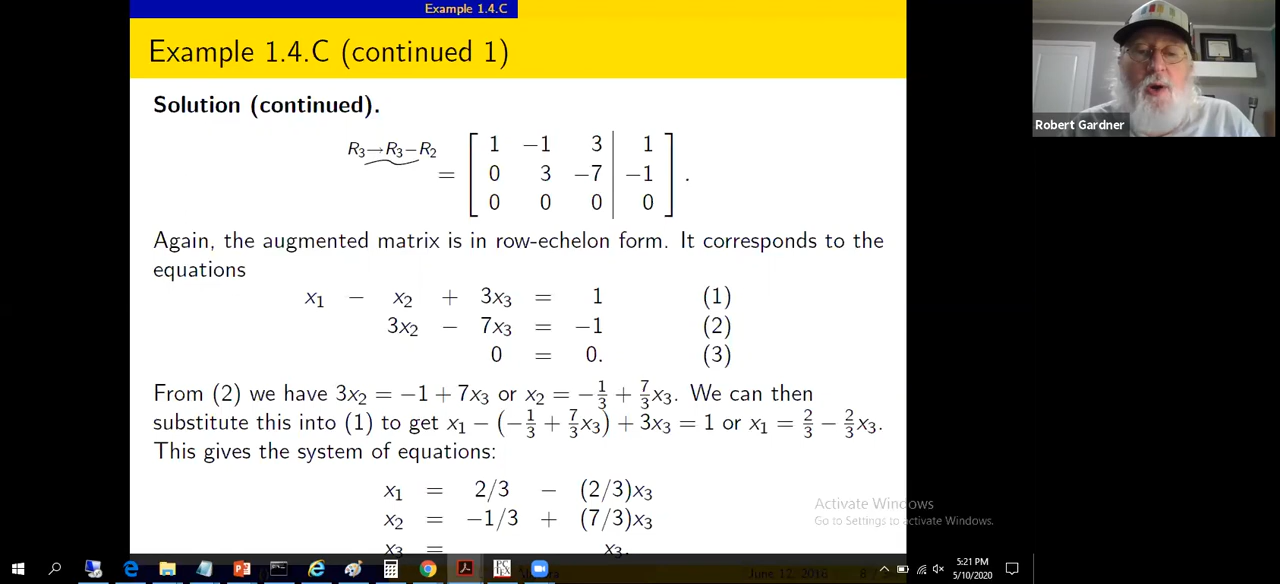 Example 1.4.C
Example 1.4.C (continued 1)
Solution (continued).
R₃→R₃−R₂
= [ 1 −1 3 | 1 ]
[ 0 3 −7 | −1 ] .
[ 0 0 0 | 0 ]
Again, the augmented matrix is in row-echelon form. It corresponds to the
equations
x₁ − x₂ + 3x₃ = 1 (1)
3x₂ − 7x₃ = −1 (2)
0 = 0. (3)
From (2) we have 3x₂ = −1 + 7x₃ or x₂ = −1/3 + 7/3x₃. We can then
substitute this into (1) to get x₁ − (−1/3 + 7/3x₃) + 3x₃ = 1 or x₁ = 2/3 − 2/3x₃.
This gives the system of equations:
x₁ = 2/3 − (2/3)x₃
x₂ = −1/3 + (7/3)x₃
x₃ = x₃.
Robert Gardner
Activate Windows
Go to Settings to activate Windows.
June 12, 2018
5:21 PM
5/10/2020